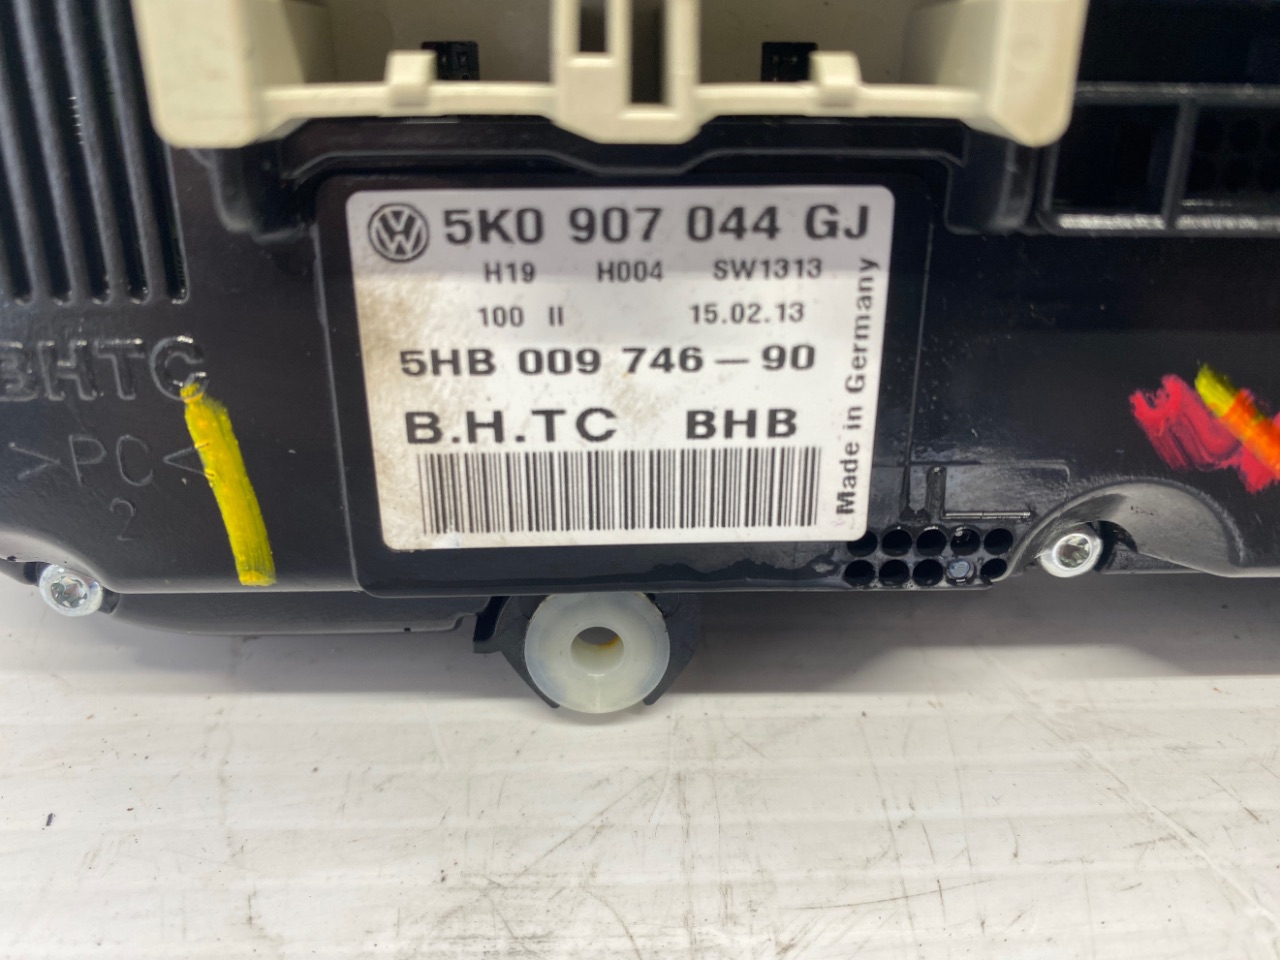 5K0 907 044 GJ
H19 H004 SW1313
100 II 15.02.13
5HB 009 746-90
B.H.TC BHB
Made in Germany
BHTC
>PC<
2